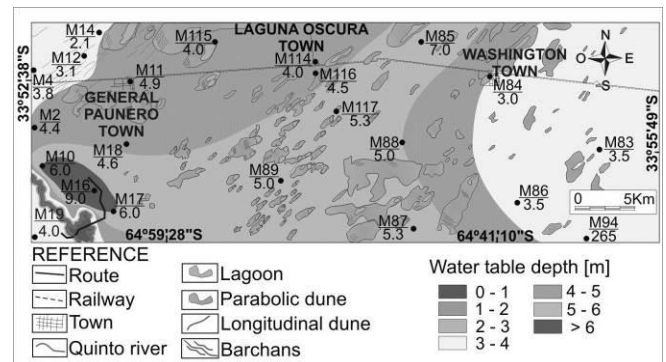 M14
2.1
M115
4.0
LAGUNA OSCURA
TOWN
M85
7.0
N
O
E
S
M12
3.1
M114
4.0
WASHINGTON
TOWN
M4
3.8
M11
4.9
M116
4.5
M84
3.0
33°52'38"S
GENERAL
PAUNERO
TOWN
M117
5.3
33°55'49"S
M2
4.4
M18
4.6
M88
5.0
M83
3.5
M10
6.0
M89
5.0
M16
9.0
M17
6.0
M86
3.5
0 5Km
M19
4.0
64°59'28"S
M87
5.3
64°41'10"S
M94
265
REFERENCE
Route
Railway
Town
Quinto river
Lagoon
Parabolic dune
Longitudinal dune
Barchans
Water table depth [m]
0 - 1
1 - 2
2 - 3
3 - 4
4 - 5
5 - 6
> 6